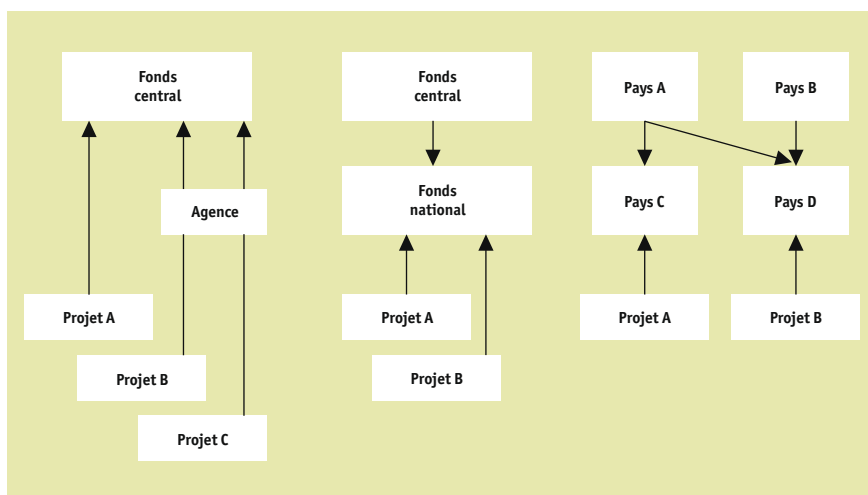 Fonds
central
Agence
Projet A
Projet B
Projet C
Fonds
central
Fonds
national
Projet A
Projet B
Pays A
Pays B
Pays C
Pays D
Projet A
Projet B